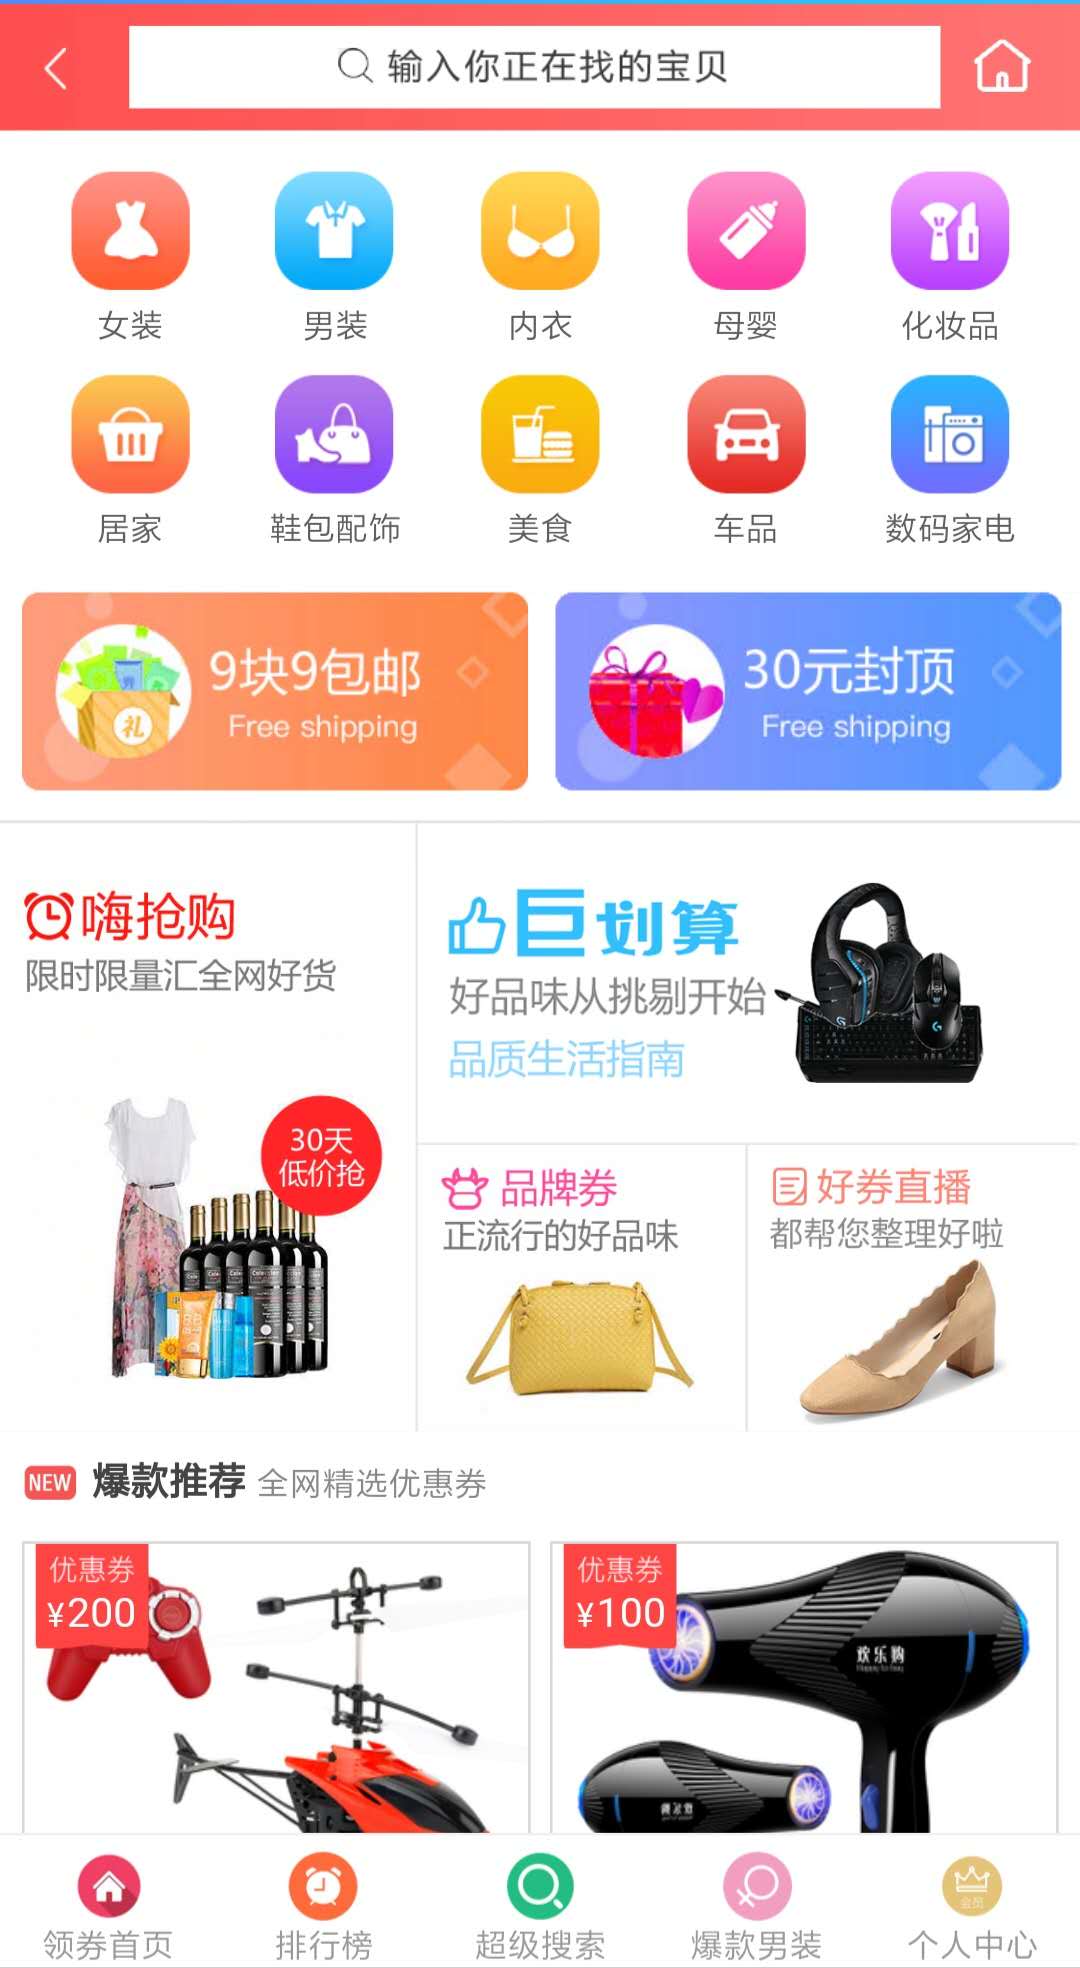 输入你正在找的宝贝
女装
男装
内衣
母婴
化妆品
居家
鞋包配饰
美食
车品
数码家电
券
礼
9块9包邮
Free shipping
30元封顶
Free shipping
嗨抢购
限时限量汇全网好货
30天
低价抢
巨划算
好品味从挑剔开始
品质生活指南
品牌券
正流行的好品味
好券直播
都帮您整理好啦
NEW 爆款推荐 全网精选优惠券
优惠券
¥200
优惠券
¥100
欢乐购
领券首页
排行榜
超级搜索
爆款男装
会员
个人中心